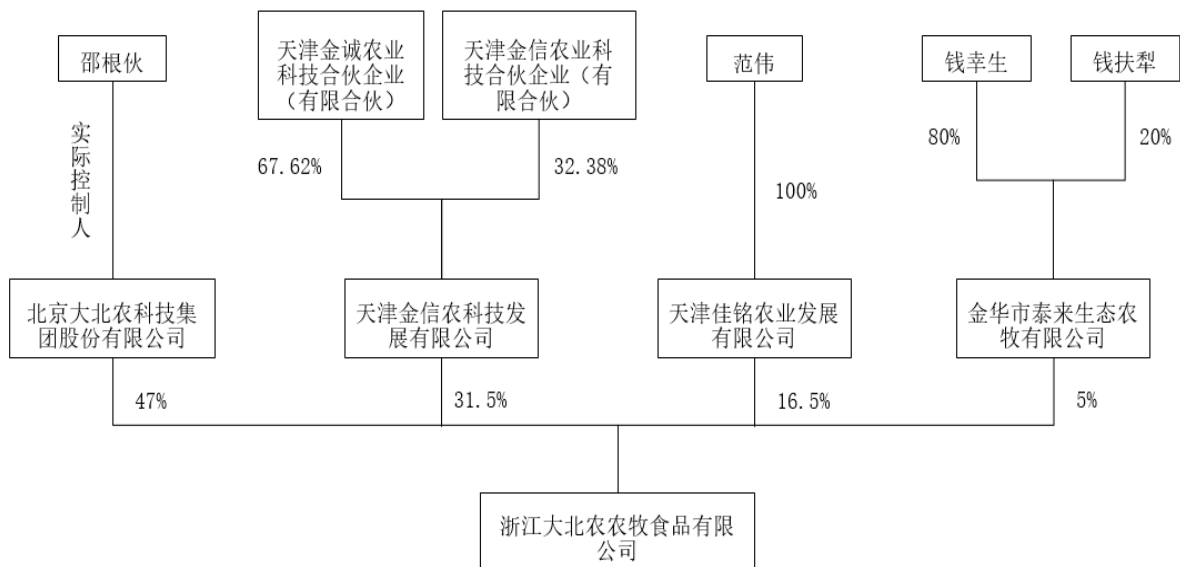 邵根伙
天津金诚农业
科技合伙企业
（有限合伙）
天津金信农业科
技合伙企业（有
限合伙）
范伟
钱幸生
钱扶犁
实际控制人
67.62%
32.38%
100%
80%
20%
北京大北农科技集
团股份有限公司
天津金信农科技发
展有限公司
天津佳铭农业发展
有限公司
金华市泰来生态农
牧有限公司
47%
31.5%
16.5%
5%
浙江大北农农牧食品有限
公司